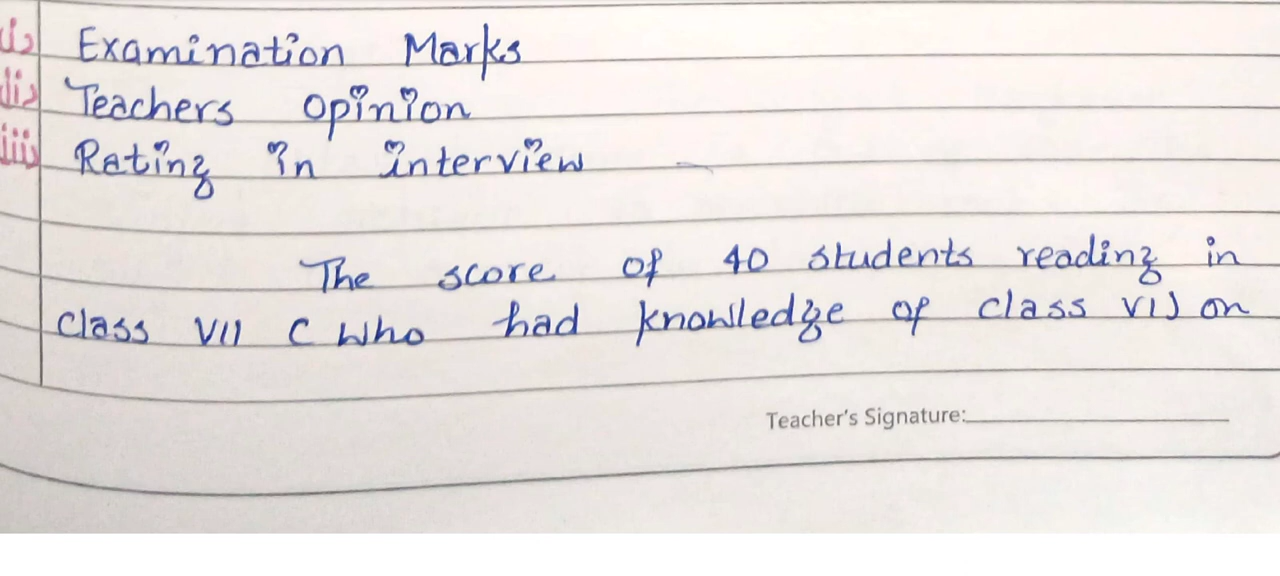 i) Examination Marks
ii) Teachers Opinion
iii) Rating in interview
The score of 40 students reading in
class VII ( who had knowledge of class VI) on
Teacher's Signature: